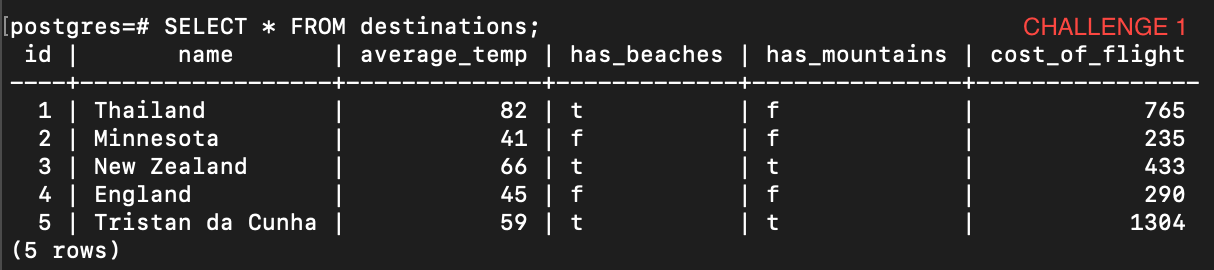 [postgres=# SELECT * FROM destinations; CHALLENGE 1
 id |       name       | average_temp | has_beaches | has_mountains | cost_of_flight
----+------------------+--------------+-------------+---------------+----------------
  1 | Thailand         |           82 | t           | f             |            765
  2 | Minnesota        |           41 | f           | f             |            235
  3 | New Zealand      |           66 | t           | t             |            433
  4 | England          |           45 | f           | f             |            290
  5 | Tristan da Cunha |           59 | t           | t             |           1304
(5 rows)